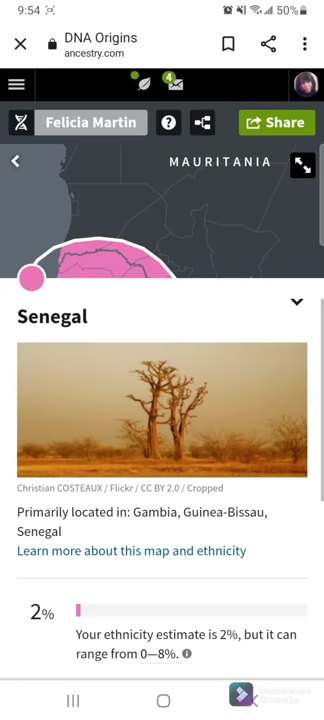 9:54
50%
DNA Origins
ancestry.com
4
Felicia Martin
?
Share
MAURITANIA
Senegal
Christian COSTEAUX / Flickr / CC BY 2.0 / Cropped
Primarily located in: Gambia, Guinea-Bissau,
Senegal
Learn more about this map and ethnicity
2%
Your ethnicity estimate is 2%, but it can
range from 0—8%.